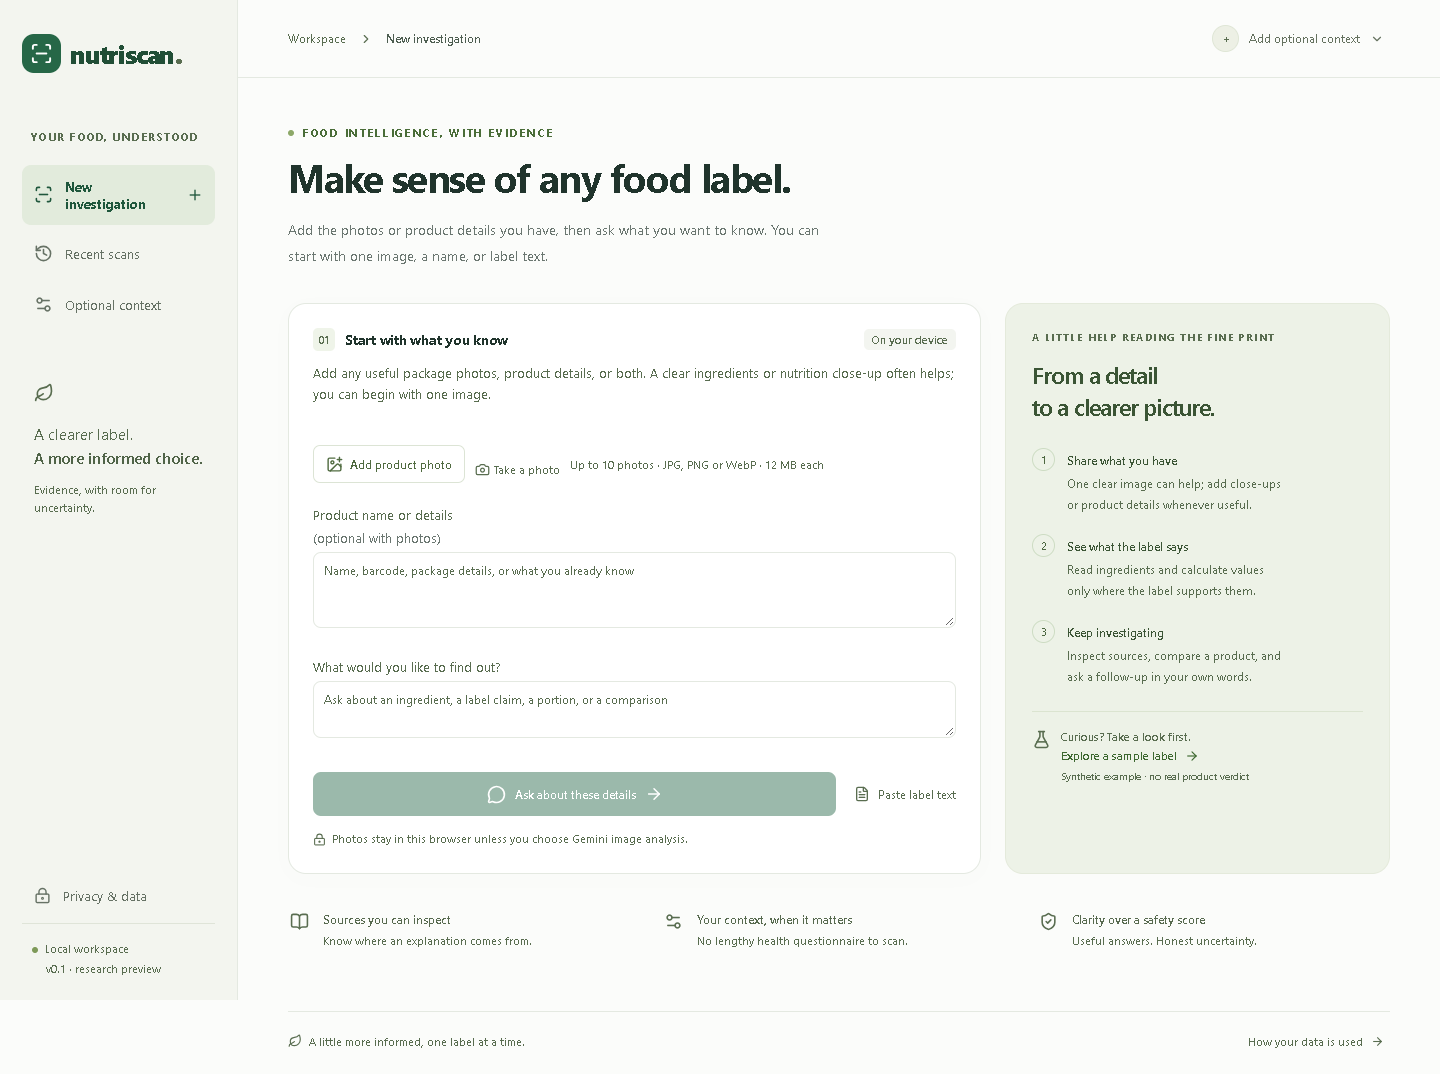 nutriscan.
YOUR FOOD, UNDERSTOOD
New
investigation
Recent scans
Optional context
A clearer label.
A more informed choice.
Evidence, with room for
uncertainty.
Privacy & data
Local workspace
v0.1 · research preview
Workspace
New investigation
+
Add optional context
FOOD INTELLIGENCE, WITH EVIDENCE
Make sense of any food label.
Add the photos or product details you have, then ask what you want to know. You can
start with one image, a name, or label text.
01
Start with what you know
On your device
Add any useful package photos, product details, or both. A clear ingredients or nutrition close-up often helps;
you can begin with one image.
Add product photo
Take a photo
Up to 10 photos · JPG, PNG or WebP · 12 MB each
Product name or details
(optional with photos)
Name, barcode, package details, or what you already know
What would you like to find out?
Ask about an ingredient, a label claim, a portion, or a comparison
Ask about these details
Paste label text
Photos stay in this browser unless you choose Gemini image analysis.
A LITTLE HELP READING THE FINE PRINT
From a detail
to a clearer picture.
1
Share what you have
One clear image can help; add close-ups
or product details whenever useful.
2
See what the label says
Read ingredients and calculate values
only where the label supports them.
3
Keep investigating
Inspect sources, compare a product, and
ask a follow-up in your own words.
Curious? Take a look first.
Explore a sample label
Synthetic example · no real product verdict
Sources you can inspect
Know where an explanation comes from.
Your context, when it matters
No lengthy health questionnaire to scan.
Clarity over a safety score
Useful answers. Honest uncertainty.
A little more informed, one label at a time.
How your data is used